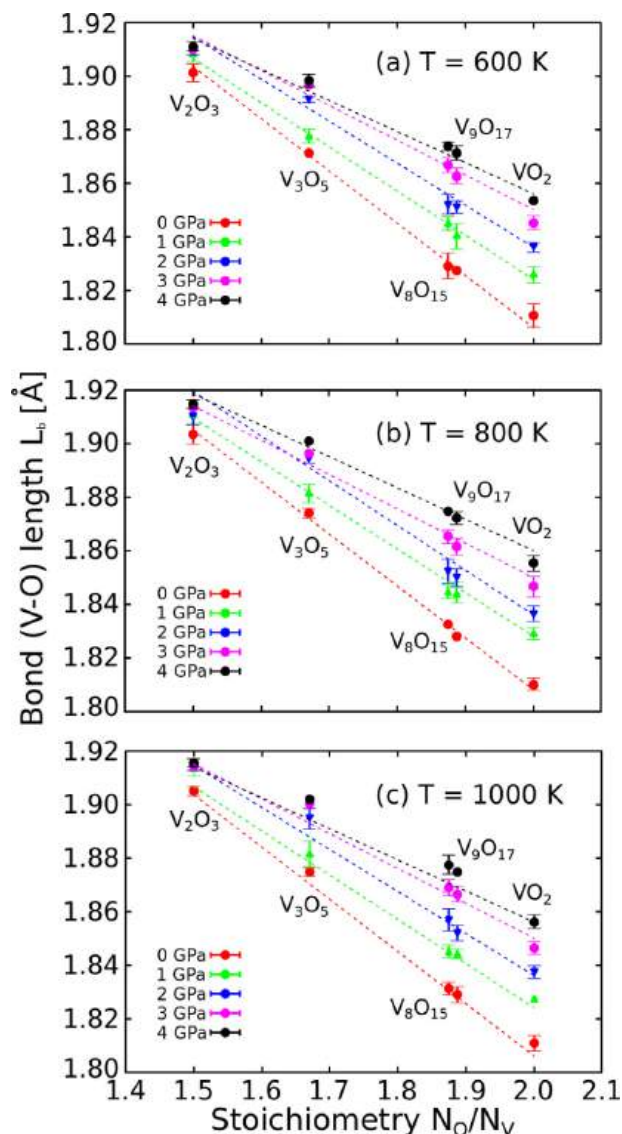 Bond (V-O) length L_b [Å]
1.92
1.90
1.88
1.86
1.84
1.82
1.80
(a) T = 600 K
V₂O₃
V₉O₁₇
V₃O₅
VO₂
V₈O₁₅
0 GPa
1 GPa
2 GPa
3 GPa
4 GPa
1.92
1.90
1.88
1.86
1.84
1.82
1.80
(b) T = 800 K
V₂O₃
V₉O₁₇
V₃O₅
VO₂
V₈O₁₅
0 GPa
1 GPa
2 GPa
3 GPa
4 GPa
1.92
1.90
1.88
1.86
1.84
1.82
1.80
(c) T = 1000 K
V₂O₃
V₉O₁₇
V₃O₅
VO₂
V₈O₁₅
0 GPa
1 GPa
2 GPa
3 GPa
4 GPa
1.4 1.5 1.6 1.7 1.8 1.9 2.0 2.1
Stoichiometry N_O/N_V